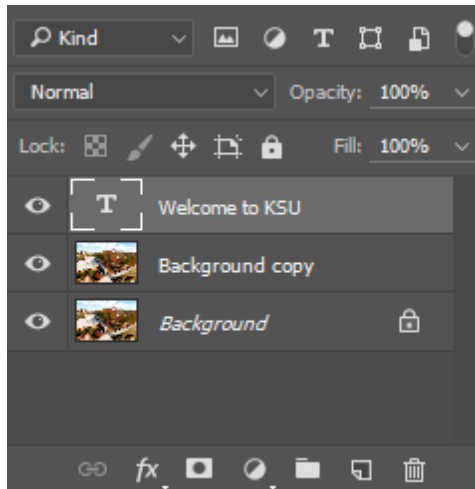 Kind
T
Normal Opacity: 100%
Lock: Fill: 100%
T Welcome to KSU
Background copy
Background
fx